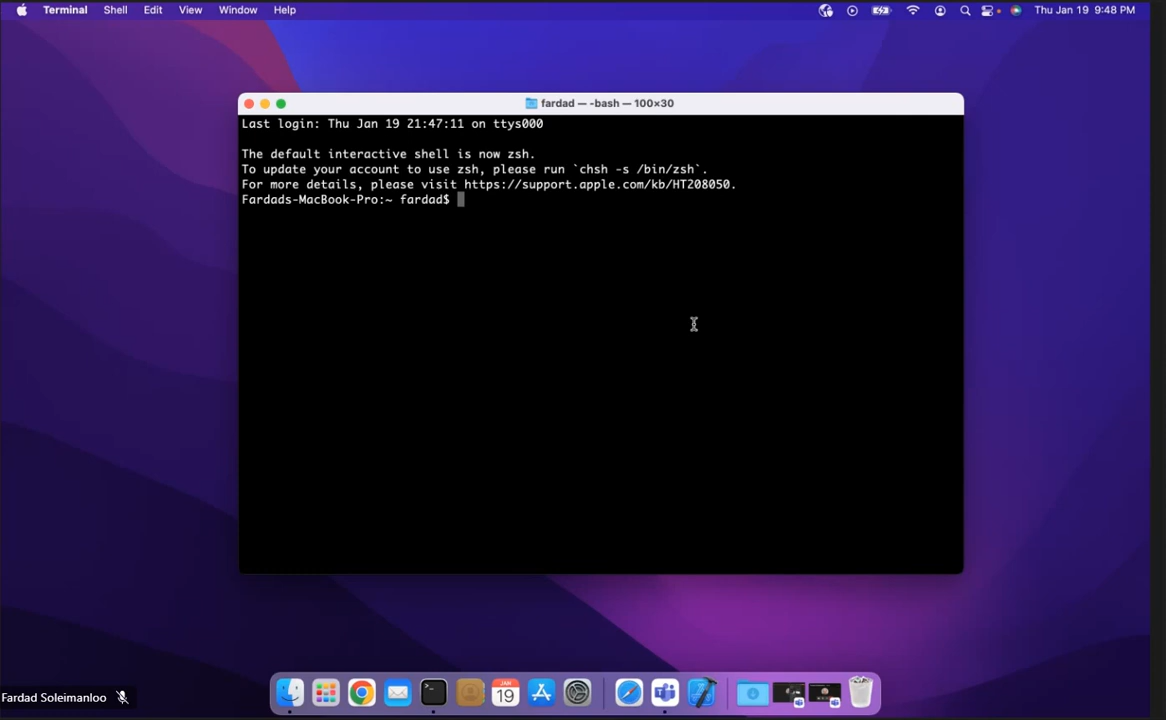 Terminal Shell Edit View Window Help Thu Jan 19 9:48 PM
fardad — -bash — 100×30
Last login: Thu Jan 19 21:47:11 on ttys000
The default interactive shell is now zsh.
To update your account to use zsh, please run `chsh -s /bin/zsh`.
For more details, please visit https://support.apple.com/kb/HT208050.
Fardads-MacBook-Pro:~ fardad$
JAN
19
Fardad Soleimanloo